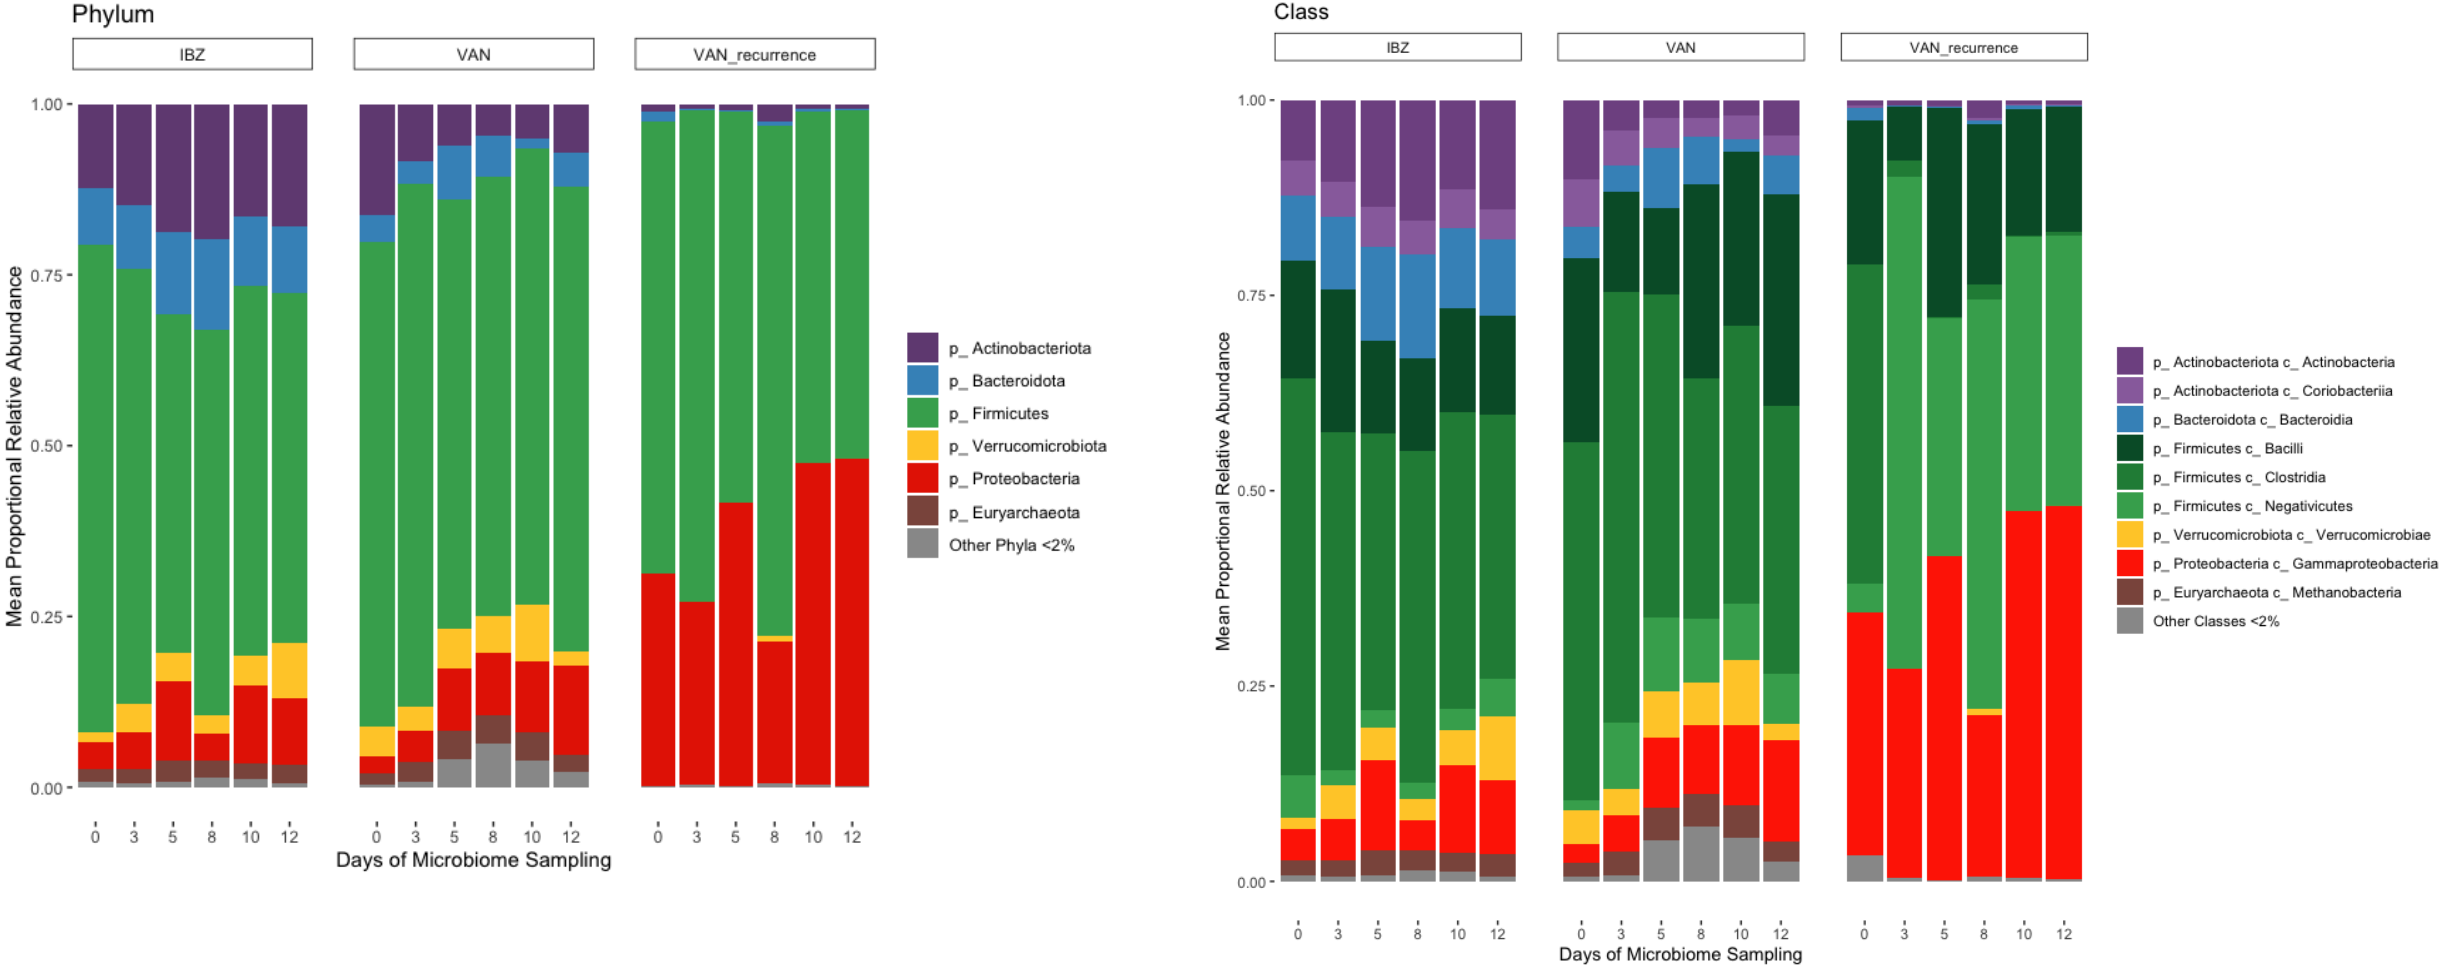 Phylum
IBZ
VAN
VAN_recurrence
Mean Proportional Relative Abundance
1.00
0.75
0.50
0.25
0.00
0 3 5 8 10 12
0 3 5 8 10 12
0 3 5 8 10 12
Days of Microbiome Sampling
p_ Actinobacteriota
p_ Bacteroidota
p_ Firmicutes
p_ Verrucomicrobiota
p_ Proteobacteria
p_ Euryarchaeota
Other Phyla <2%
Class
IBZ
VAN
VAN_recurrence
Mean Proportional Relative Abundance
1.00
0.75
0.50
0.25
0.00
0 3 5 8 10 12
0 3 5 8 10 12
0 3 5 8 10 12
Days of Microbiome Sampling
p_ Actinobacteriota c_ Actinobacteria
p_ Actinobacteriota c_ Coriobacteriia
p_ Bacteroidota c_ Bacteroidia
p_ Firmicutes c_ Bacilli
p_ Firmicutes c_ Clostridia
p_ Firmicutes c_ Negativicutes
p_ Verrucomicrobiota c_ Verrucomicrobiae
p_ Proteobacteria c_ Gammaproteobacteria
p_ Euryarchaeota c_ Methanobacteria
Other Classes <2%